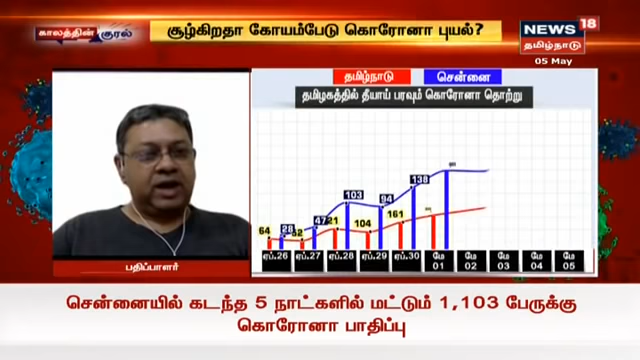 காலத்தின் குரல்
சூழ்கிறதா கோயம்பேடு கொரோனா புயல்?
NEWS 18
தமிழ்நாடு
05 May
தமிழ்நாடு
சென்னை
தமிழகத்தில் தீயாய் பரவும் கொரோனா தொற்று
64 28 52 47 21 103 104 94 161 138
ஏப்.26 ஏப்.27 ஏப்.28 ஏப்.29 ஏப்.30 மே 01 மே 02 மே 03 மே 04 மே 05
பதிப்பாளர்
சென்னையில் கடந்த 5 நாட்களில் மட்டும் 1,103 பேருக்கு
கொரோனா பாதிப்பு